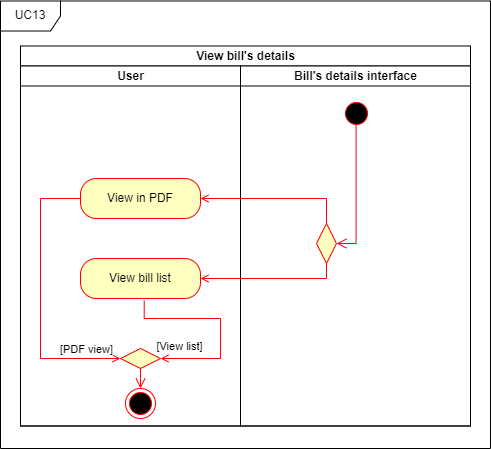 UC13
View bill's details
User
Bill's details interface
View in PDF
View bill list
[PDF view]
[View list]